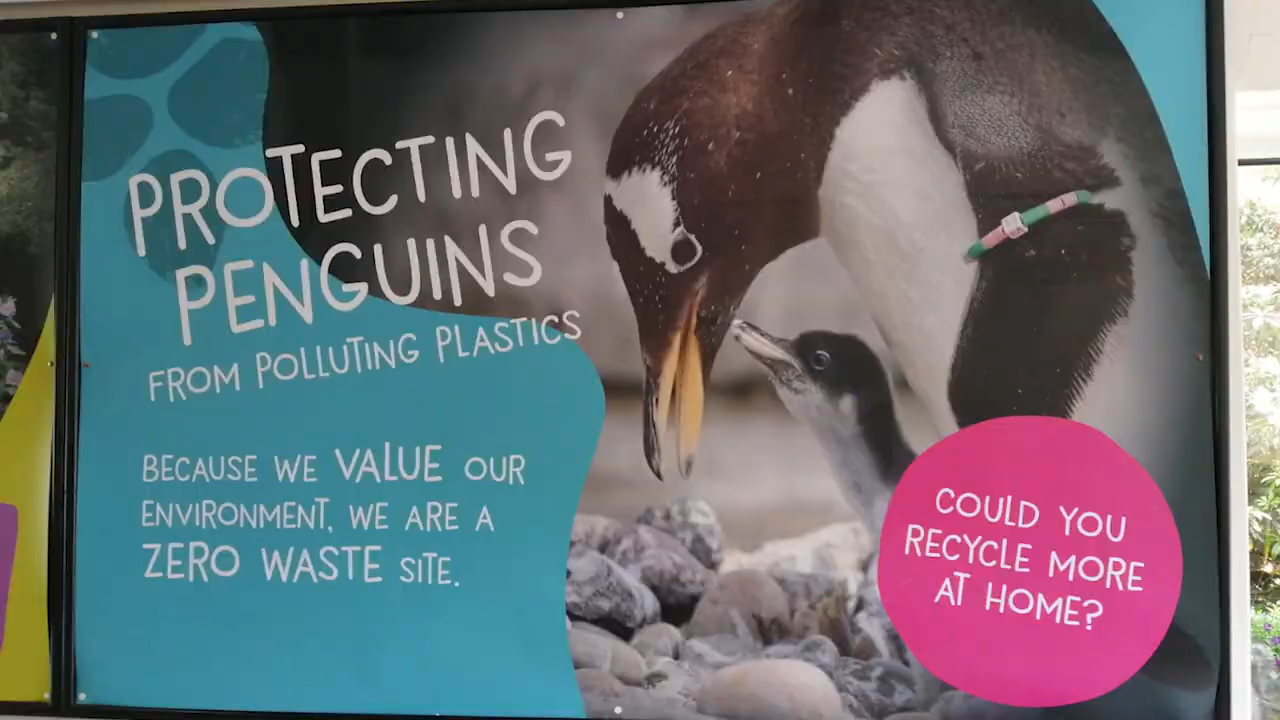 PROTECTING
PENGUINS
FROM POLLUTING PLASTICS
BECAUSE WE VALUE OUR
ENVIRONMENT, WE ARE A
ZERO WASTE SITE.
COULD YOU
RECYCLE MORE
AT HOME?